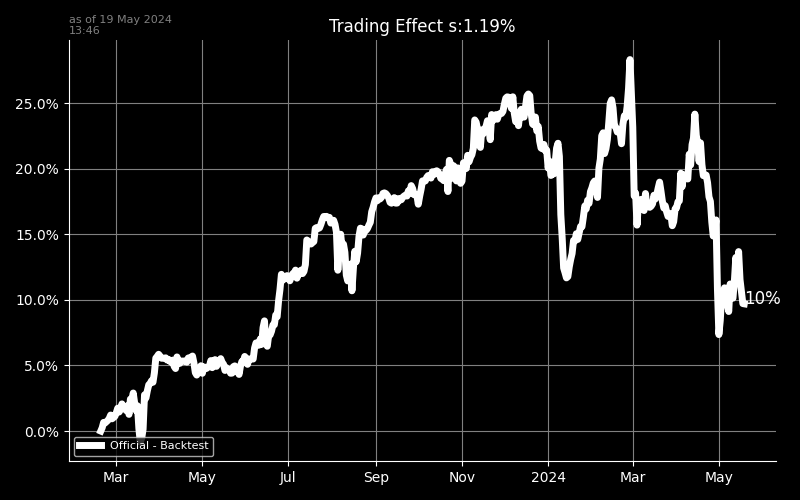 as of 19 May 2024
13:46
Trading Effect s:1.19%
25.0%
20.0%
15.0%
10.0%
5.0%
0.0%
10%
Official - Backtest
Mar May Jul Sep Nov 2024 Mar May